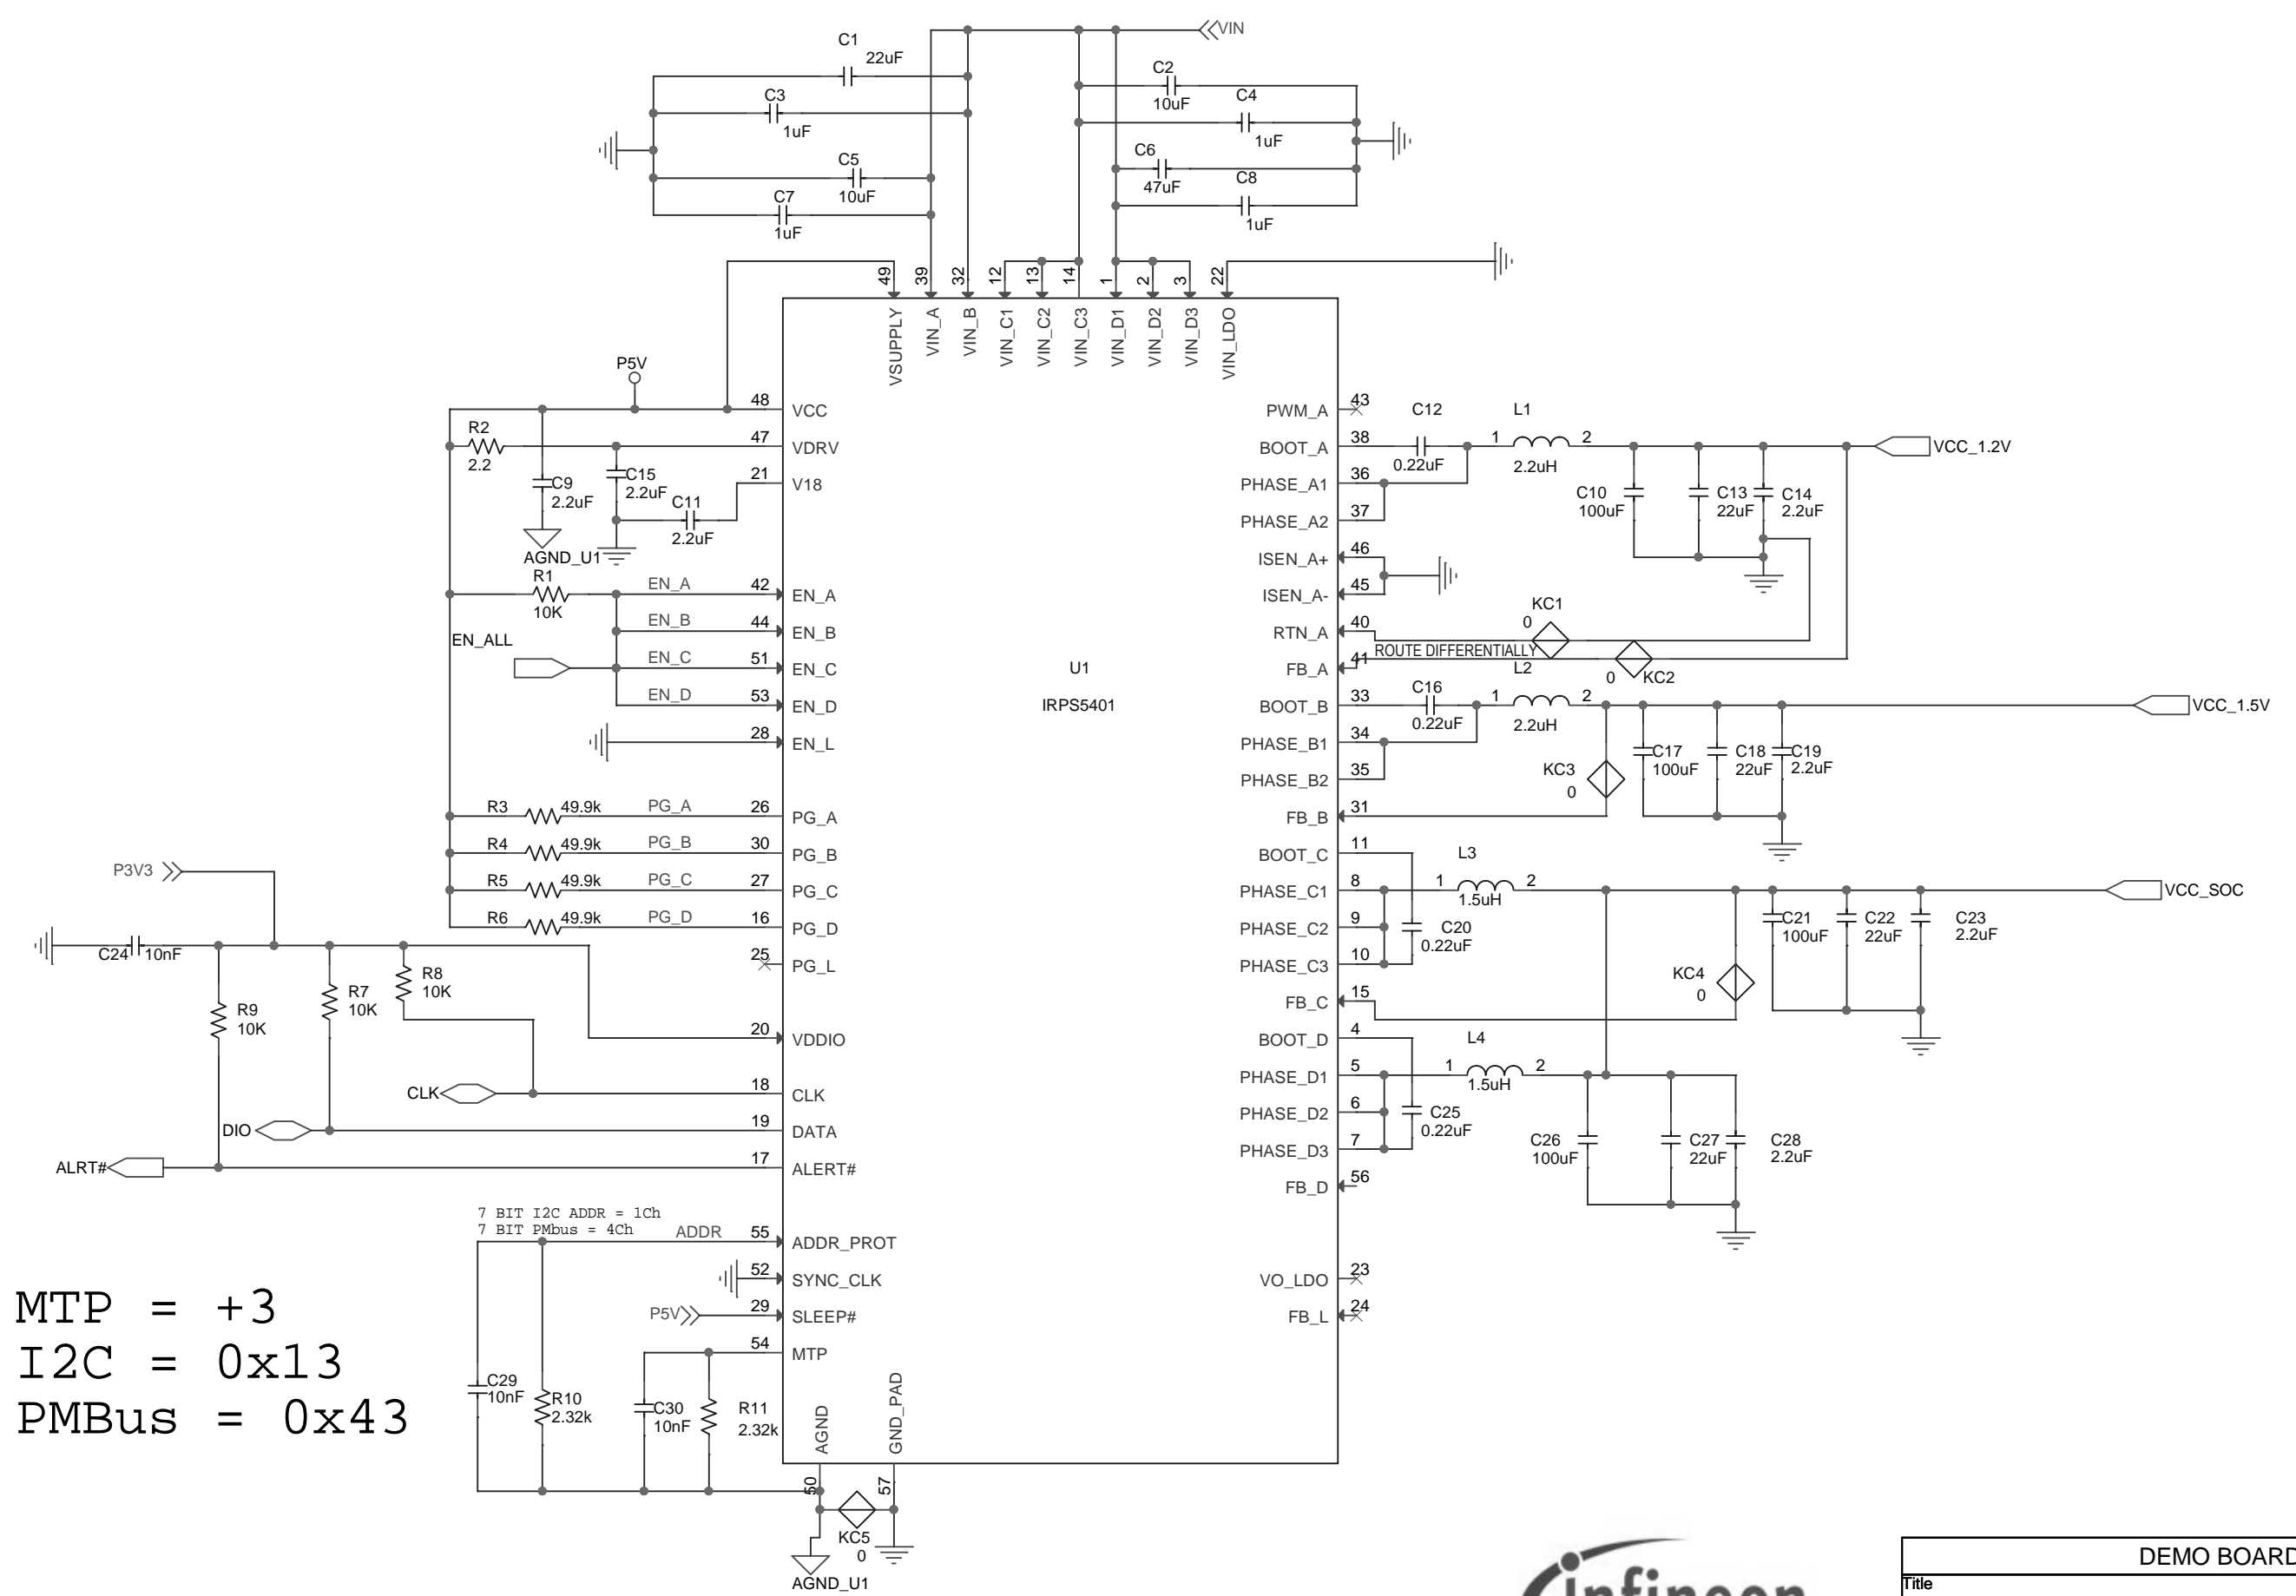 VIN
C1
22uF
C2
10uF
C3
1uF
C4
1uF
C5
10uF
C6
47uF
C7
1uF
C8
1uF
49
39
32
12
13
14
1
2
3
22
VSUPPLY
VIN_A
VIN_B
VIN_C1
VIN_C2
VIN_C3
VIN_D1
VIN_D2
VIN_D3
VIN_LDO
P5V
48 VCC
R2
2.2
47 VDRV
C9
2.2uF
C15
2.2uF
21 V18
C11
2.2uF
AGND_U1
R1
10K
EN_A 42 EN_A
EN_B 44 EN_B
EN_ALL
EN_C 51 EN_C
EN_D 53 EN_D
28 EN_L
R3 49.9k PG_A 26 PG_A
R4 49.9k PG_B 30 PG_B
R5 49.9k PG_C 27 PG_C
R6 49.9k PG_D 16 PG_D
25 PG_L
P3V3
C24 10nF
R9
10K
R7
10K
R8
10K
20 VDDIO
CLK 18 CLK
DIO 19 DATA
ALRT# 17 ALERT#
7 BIT I2C ADDR = 1Ch
7 BIT PMbus = 4Ch
ADDR 55 ADDR_PROT
52 SYNC_CLK
P5V 29 SLEEP#
54 MTP
C29
10nF
R10
2.32k
C30
10nF
R11
2.32k
AGND
GND_PAD
50
57
KC5
0
AGND_U1
MTP = +3
I2C = 0x13
PMBus = 0x43
U1
IRPS5401
PWM_A 43
BOOT_A 38
C12
0.22uF
L1
1 2
2.2uH
VCC_1.2V
PHASE_A1 36
PHASE_A2 37
C10
100uF
C13
22uF
C14
2.2uF
ISEN_A+ 46
ISEN_A- 45
RTN_A 40
KC1
0
ROUTE DIFFERENTIALLY
FB_A 41
0 KC2
BOOT_B 33
C16
0.22uF
L2
1 2
2.2uH
VCC_1.5V
PHASE_B1 34
PHASE_B2 35
KC3
0
C17
100uF
C18
22uF
C19
2.2uF
FB_B 31
BOOT_C 11
L3
1 2
1.5uH
VCC_SOC
PHASE_C1 8
PHASE_C2 9
PHASE_C3 10
C20
0.22uF
KC4
0
C21
100uF
C22
22uF
C23
2.2uF
FB_C 15
BOOT_D 4
L4
1 2
1.5uH
PHASE_D1 5
PHASE_D2 6
PHASE_D3 7
C25
0.22uF
C26
100uF
C27
22uF
C28
2.2uF
FB_D 56
VO_LDO 23
FB_L 24
infineon
DEMO BOARD
Title